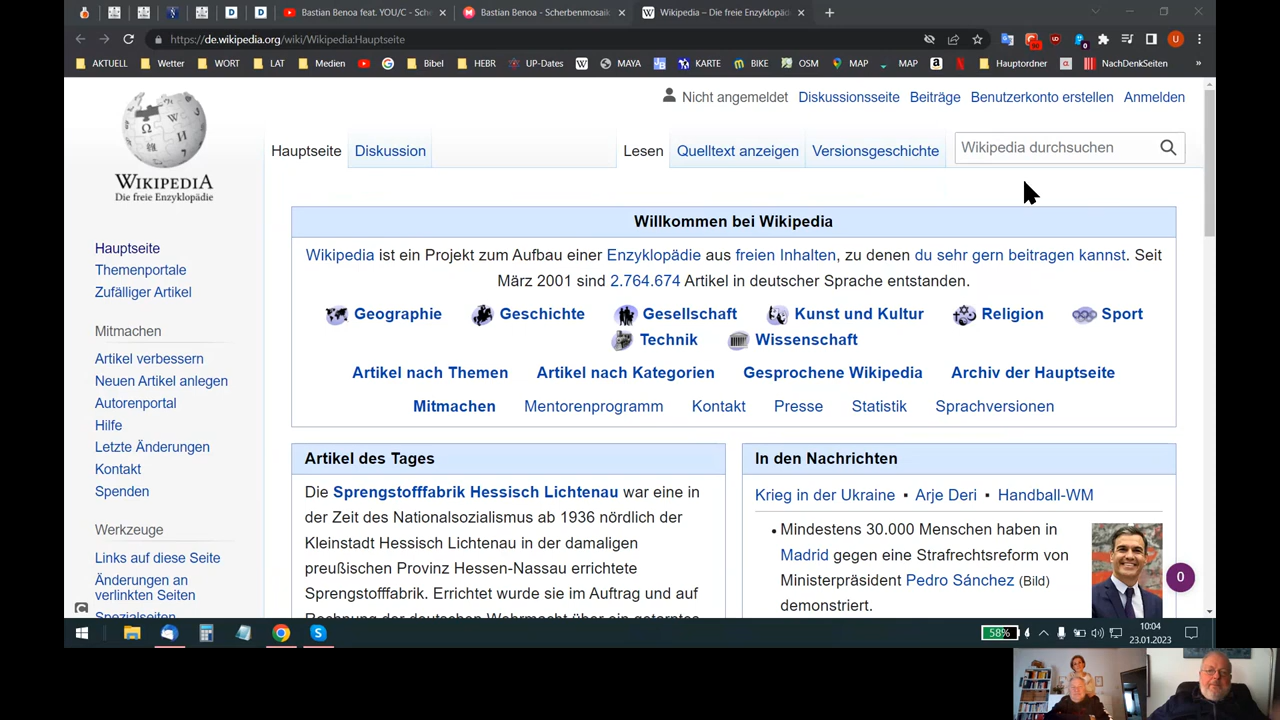 Bastian Benoa feat. YOU/C - Sche
Bastian Benoa - Scherbenmosaik
Wikipedia – Die freie Enzyklopädi
https://de.wikipedia.org/wiki/Wikipedia:Hauptseite
AKTUELL Wetter WORT LAT Medien Bibel HEBR UP-Dates MAYA KARTE BIKE OSM MAP MAP Hauptordner NachDenkSeiten »
Nicht angemeldet Diskussionsseite Beiträge Benutzerkonto erstellen Anmelden
Hauptseite Diskussion Lesen Quelltext anzeigen Versionsgeschichte Wikipedia durchsuchen
WIKIPEDIA
Die freie Enzyklopädie
Hauptseite
Themenportale
Zufälliger Artikel
Mitmachen
Artikel verbessern
Neuen Artikel anlegen
Autorenportal
Hilfe
Letzte Änderungen
Kontakt
Spenden
Werkzeuge
Links auf diese Seite
Änderungen an
verlinkten Seiten
Spezialseiten
Willkommen bei Wikipedia
Wikipedia ist ein Projekt zum Aufbau einer Enzyklopädie aus freien Inhalten, zu denen du sehr gern beitragen kannst. Seit
März 2001 sind 2.764.674 Artikel in deutscher Sprache entstanden.
Geographie Geschichte Gesellschaft Kunst und Kultur Religion Sport
Technik Wissenschaft
Artikel nach Themen Artikel nach Kategorien Gesprochene Wikipedia Archiv der Hauptseite
Mitmachen Mentorenprogramm Kontakt Presse Statistik Sprachversionen
Artikel des Tages
Die Sprengstofffabrik Hessisch Lichtenau war eine in
der Zeit des Nationalsozialismus ab 1936 nördlich der
Kleinstadt Hessisch Lichtenau in der damaligen
preußischen Provinz Hessen-Nassau errichtete
Sprengstofffabrik. Errichtet wurde sie im Auftrag und auf
Rechnung der deutschen Wehrmacht über ein getarntes
In den Nachrichten
Krieg in der Ukraine ▪ Arje Deri ▪ Handball-WM
• Mindestens 30.000 Menschen haben in
Madrid gegen eine Strafrechtsreform von
Ministerpräsident Pedro Sánchez (Bild)
demonstriert.
0
58%
10:04
23.01.2023